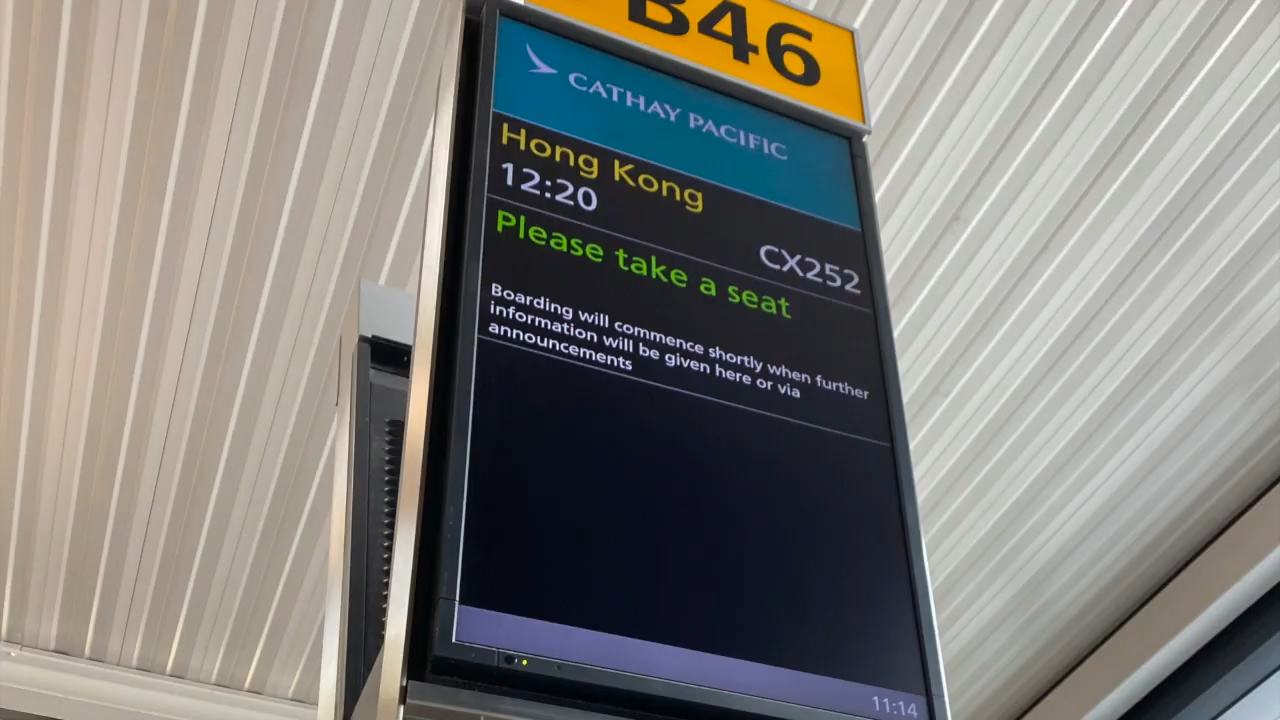 B46
CATHAY PACIFIC
Hong Kong
12:20
CX252
Please take a seat
Boarding will commence shortly when further
information will be given here or via
announcements
11:14